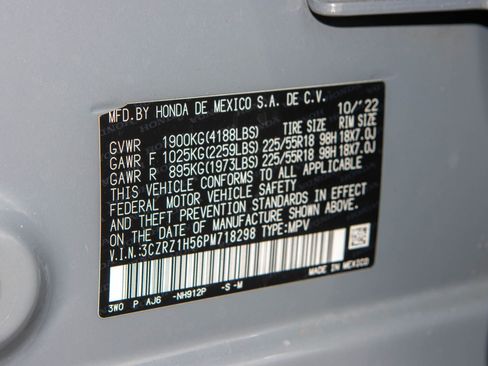 MFD.BY HONDA DE MEXICO S.A. DE C.V. 10/'22
GVWR 1900KG(4188LBS) TIRE SIZE RIM SIZE
GAWR F 1025KG(2259LBS) 225/55R18 98H 18X7.0J
GAWR R 895KG(1973LBS) 225/55R18 98H 18X7.0J
THIS VEHICLE CONFORMS TO ALL APPLICABLE
FEDERAL MOTOR VEHICLE SAFETY
AND THEFT PREVENTION STANDARDS IN EFFECT
ON THE DATE OF MANUFACTURE SHOWN ABOVE.
V.I.N.:3CZRZ1H56PM718298 TYPE:MPV
3W0 P AJ6 -NH912P -S -M
MADE IN MEXICO